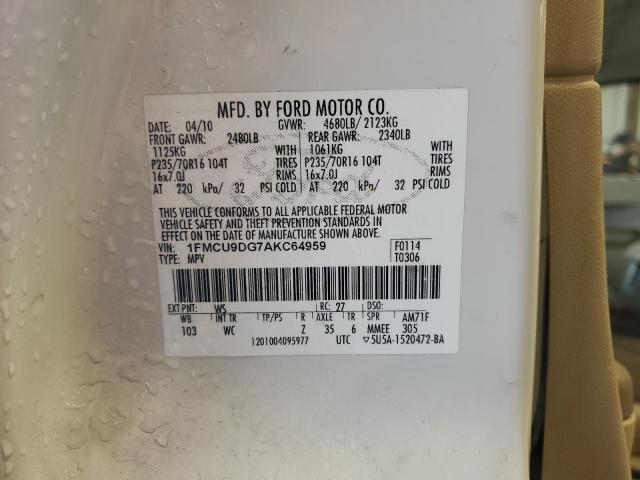 MFD. BY FORD MOTOR CO.
DATE: 04/10 GVWR: 4680LB/ 2123KG
FRONT GAWR: 2480LB REAR GAWR: 2340LB
1125KG WITH 1061KG WITH
P235/70R16 104T TIRES P235/70R16 104T TIRES
16x7.0J RIMS 16x7.0J RIMS
AT 220 kPa/ 32 PSI COLD AT 220 kPa/ 32 PSI COLD
THIS VEHICLE CONFORMS TO ALL APPLICABLE FEDERAL MOTOR
VEHICLE SAFETY AND THEFT PREVENTION STANDARDS IN
EFFECT ON THE DATE OF MANUFACTURE SHOWN ABOVE.
VIN: 1FMCU9DG7AKC64959 F0114
TYPE: MPV T0306
EXT PNT: WS RC: 27 DSO:
WB INT TR TP/PS R AXLE TR SPR AM71F
103 WC Z 35 6 MMEE 305
1201004095977 UTC ▽5U5A-1520472-BA